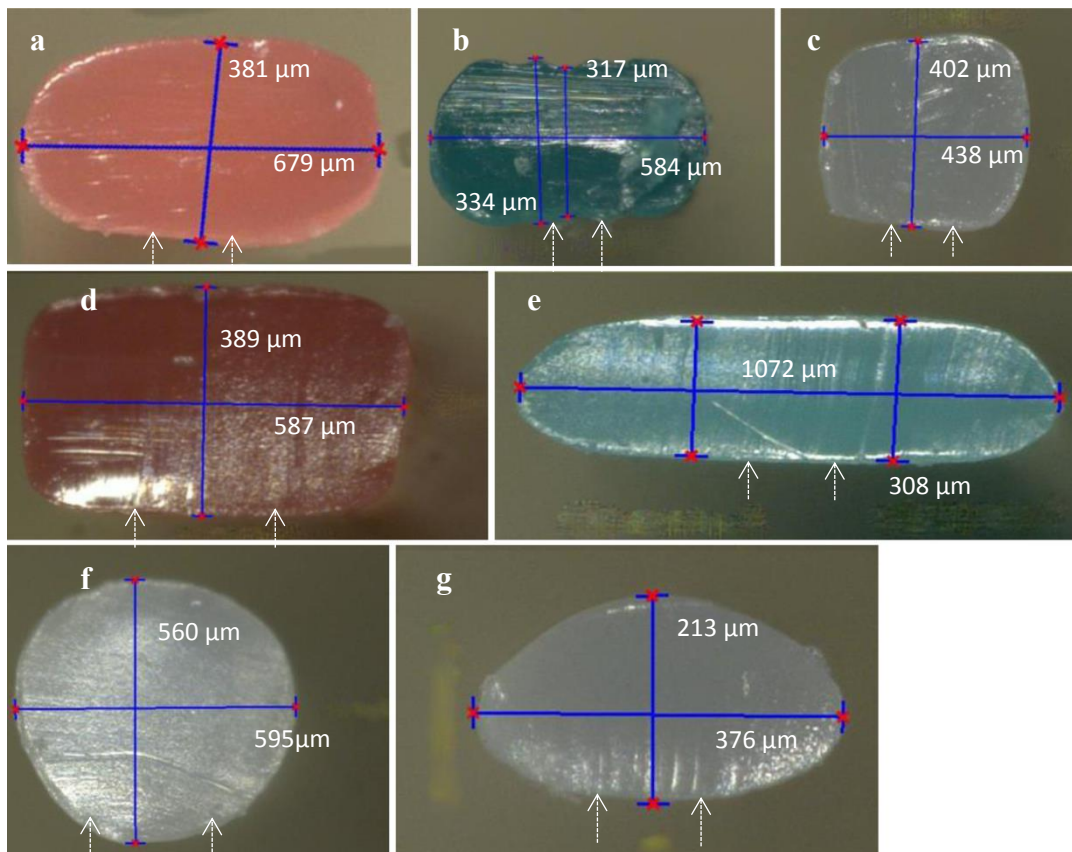 a
381 µm
679 µm
b
317 µm
584 µm
334 µm
c
402 µm
438 µm
d
389 µm
587 µm
e
1072 µm
308 µm
f
560 µm
595µm
g
213 µm
376 µm